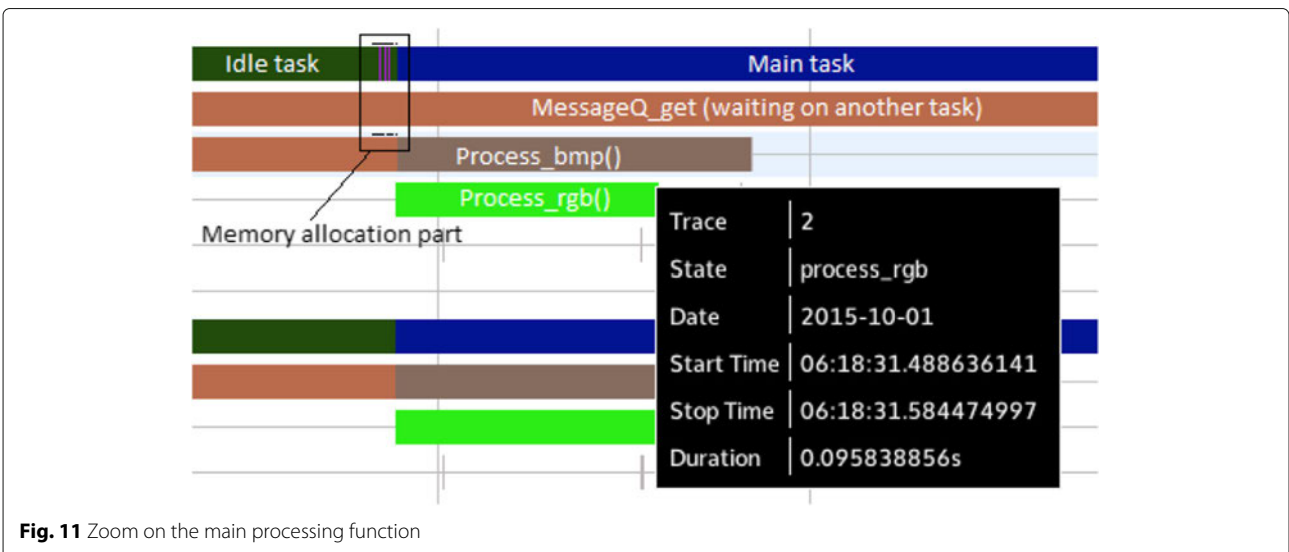 Idle task Main task
MessageQ_get (waiting on another task)
Process_bmp()
Process_rgb()
Memory allocation part
Trace 2
State process_rgb
Date 2015-10-01
Start Time 06:18:31.488636141
Stop Time 06:18:31.584474997
Duration 0.095838856s
Fig. 11 Zoom on the main processing function